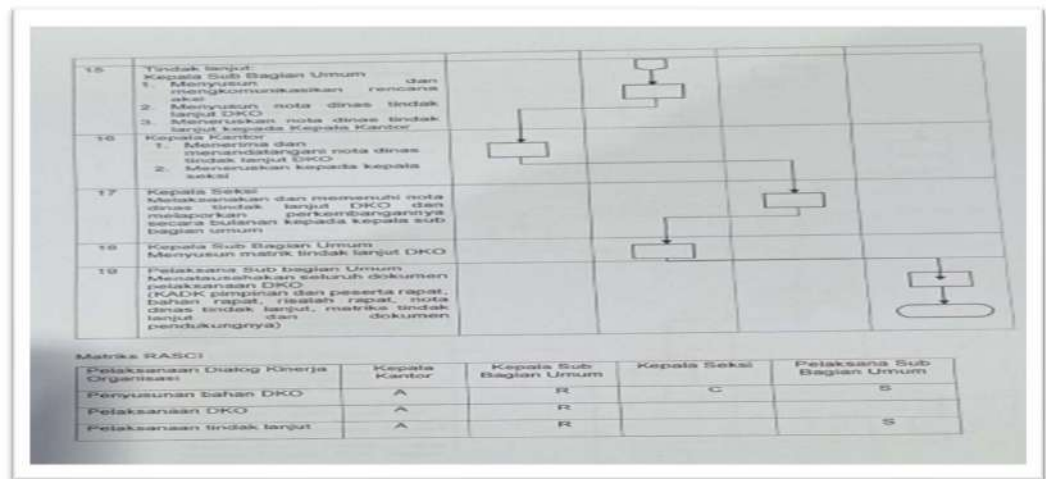 15 Tindak lanjut:
Kepala Sub Bagian Umum
1. Menyusun dan
mengkomunikasikan rencana
aksi
2. Menyusun nota dinas tindak
lanjut DKO
3. Meneruskan nota dinas tindak
lanjut kepada Kepala Kantor
16 Kepala Kantor
1. Menerima dan
menandatangani nota dinas
tindak lanjut DKO
2. Meneruskan kepada kepala
seksi
17 Kepala Seksi
Melaksanakan dan memenuhi nota
dinas tindak lanjut DKO dan
melaporkan perkembangannya
secara bulanan kepada kepala sub
bagian umum
18 Kepala Sub Bagian Umum
Menyusun matrik tindak lanjut DKO
19 Pelaksana Sub bagian Umum
Menatausahakan seluruh dokumen
pelaksanaan DKO
(KADK pimpinan dan peserta rapat,
bahan rapat, risalah rapat, nota
dinas tindak lanjut, matriks tindak
lanjut dan dokumen
pendukungnya)
Matriks RASCI
Pelaksanaan Dialog Kinerja Organisasi Kepala Kantor Kepala Sub Bagian Umum Kepala Seksi Pelaksana Sub Bagian Umum
Penyusunan bahan DKO A R C S
Pelaksanaan DKO A R
Pelaksanaan tindak lanjut A R S